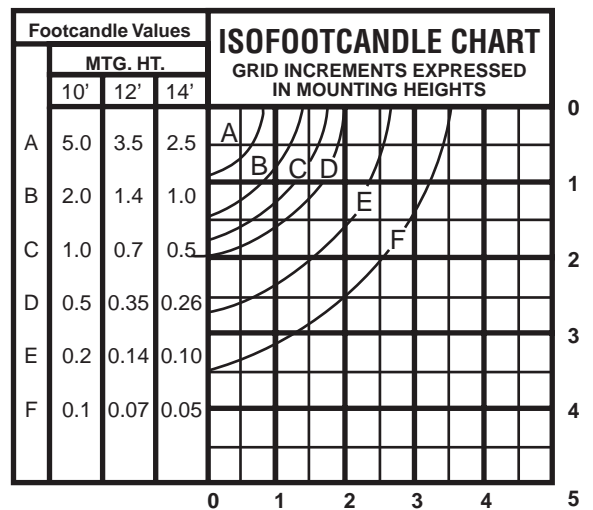 Footcandle Values
MTG. HT.
10’ 12’ 14’
A 5.0 3.5 2.5
B 2.0 1.4 1.0
C 1.0 0.7 0.5
D 0.5 0.35 0.26
E 0.2 0.14 0.10
F 0.1 0.07 0.05
ISOFOOTCANDLE CHART
GRID INCREMENTS EXPRESSED
IN MOUNTING HEIGHTS
A
B
C
D
E
F
0
1
2
3
4
5
0 1 2 3 4